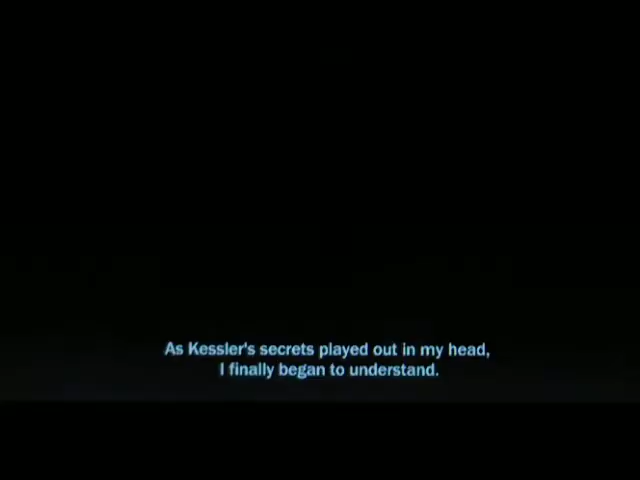 As Kessler's secrets played out in my head,
I finally began to understand.